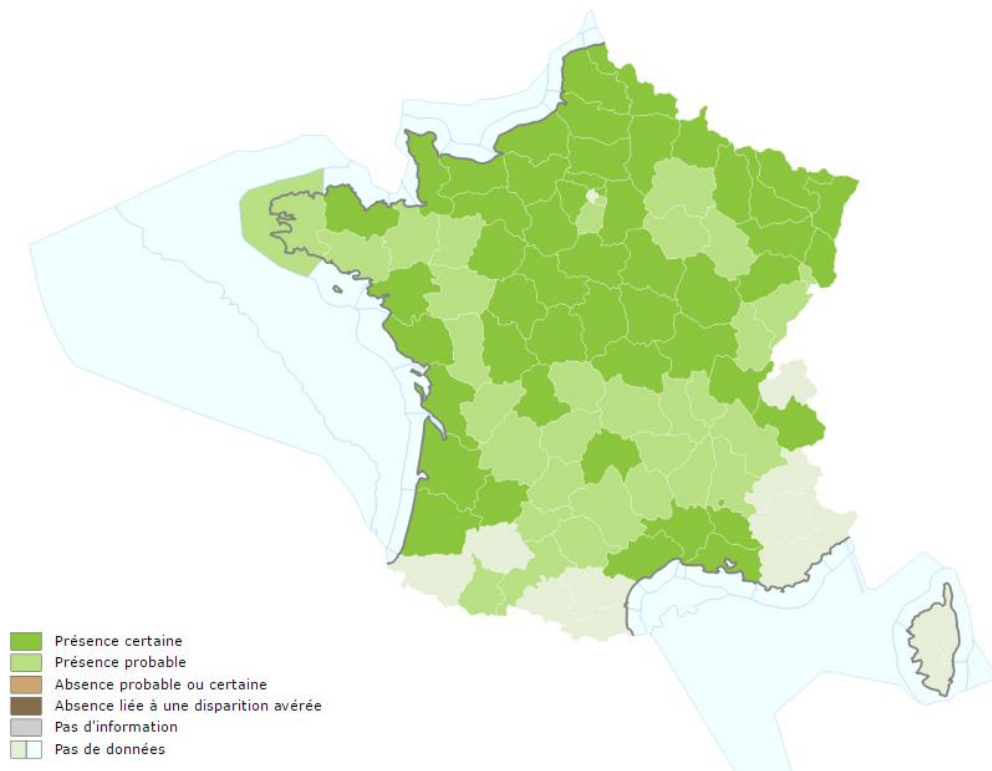 Présence certaine
Présence probable
Absence probable ou certaine
Absence liée à une disparition avérée
Pas d'information
Pas de données